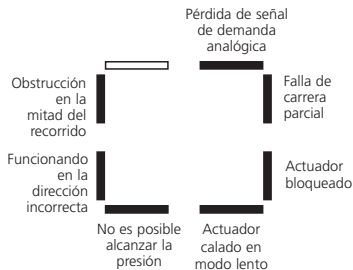 Pérdida de señal
de demanda
analógica
Obstrucción
en la
mitad del
recorrido
Falla de
carrera
parcial
Funcionando
en la
dirección
incorrecta
Actuador
bloqueado
No es posible
alcanzar la
presión
Actuador
calado en
modo lento